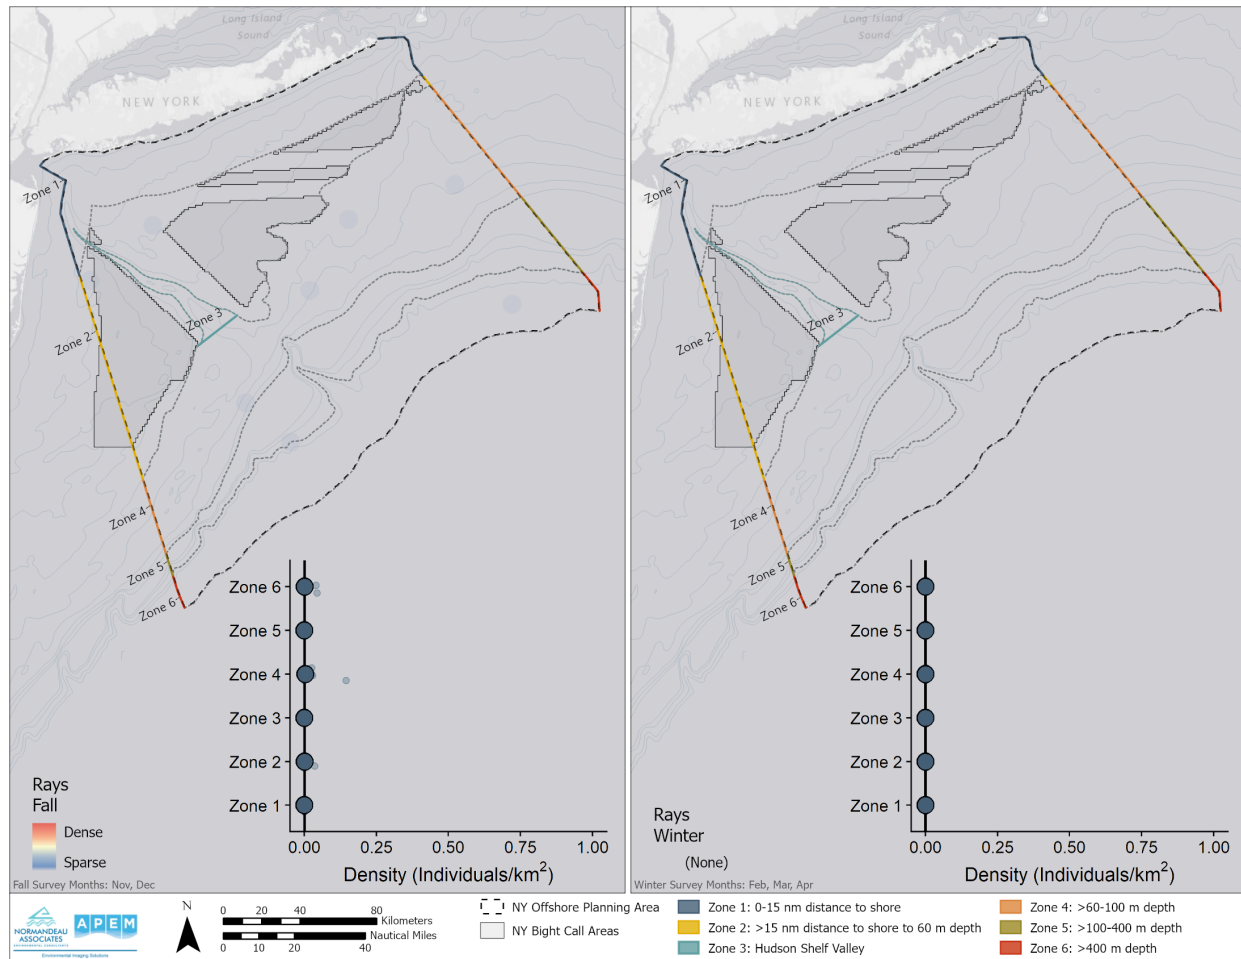 Long Island
Sound
NEW YORK
Zone 1
Zone 2
Zone 3
Zone 4
Zone 5
Zone 6
Zone 6
Zone 5
Zone 4
Zone 3
Zone 2
Zone 1
0.00 0.25 0.50 0.75 1.00
Density (Individuals/km²)
Rays
Fall
Dense
Sparse
Fall Survey Months: Nov, Dec
Long Island
Sound
NEW YORK
Zone 1
Zone 2
Zone 3
Zone 4
Zone 5
Zone 6
Zone 6
Zone 5
Zone 4
Zone 3
Zone 2
Zone 1
0.00 0.25 0.50 0.75 1.00
Density (Individuals/km²)
Rays
Winter
(None)
Winter Survey Months: Feb, Mar, Apr
NORMANDEAU
ASSOCIATES
ENVIRONMENTAL CONSULTANTS
APEM
Environmental Imaging Solutions
N
0 20 40 80
Kilometers
Nautical Miles
0 10 20 40
NY Offshore Planning Area
NY Bight Call Areas
Zone 1: 0-15 nm distance to shore
Zone 2: >15 nm distance to shore to 60 m depth
Zone 3: Hudson Shelf Valley
Zone 4: >60-100 m depth
Zone 5: >100-400 m depth
Zone 6: >400 m depth